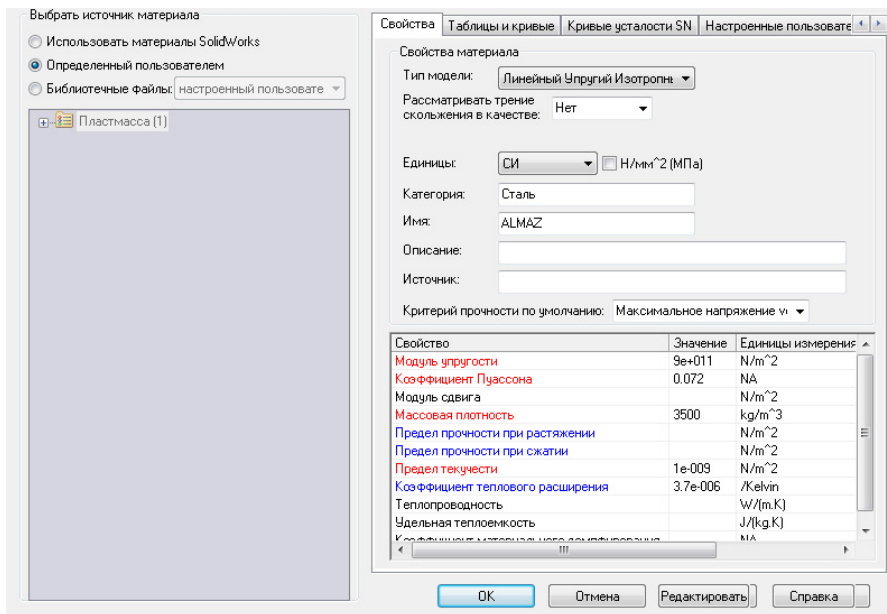 Выбрать источник материала
Использовать материалы SolidWorks
Определенный пользователем
Библиотечные файлы: настроенный пользовате
Пластмасса (1)
Свойства Таблицы и кривые Кривые усталости SN Настроенные пользовате
Свойства материала
Тип модели: Линейный Упругий Изотропны
Рассматривать трение
скольжения в качестве: Нет
Единицы: СИ Н/мм^2 (МПа)
Категория: Сталь
Имя: ALMAZ
Описание:
Источник:
Критерий прочности по умолчанию: Максимальное напряжение
Свойство Значение Единицы измерения
Модуль упругости 9e+011 N/m^2
Коэффициент Пуассона 0.072 NA
Модуль сдвига N/m^2
Массовая плотность 3500 kg/m^3
Предел прочности при растяжении N/m^2
Предел прочности при сжатии N/m^2
Предел текучести 1e-009 N/m^2
Коэффициент теплового расширения 3.7e-006 /Kelvin
Теплопроводность W/(m.K)
Удельная теплоемкость J/(kg.K)
Коэффициент материального демпфирования NA
OK Отмена Редактировать Справка